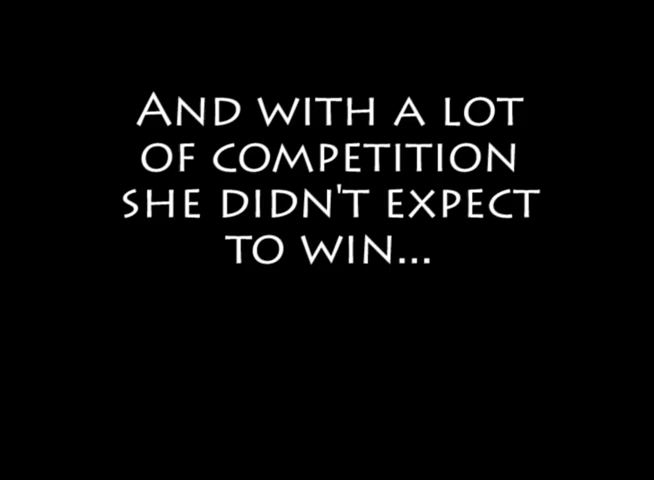 AND WITH A LOT
OF COMPETITION
SHE DIDN'T EXPECT
TO WIN...